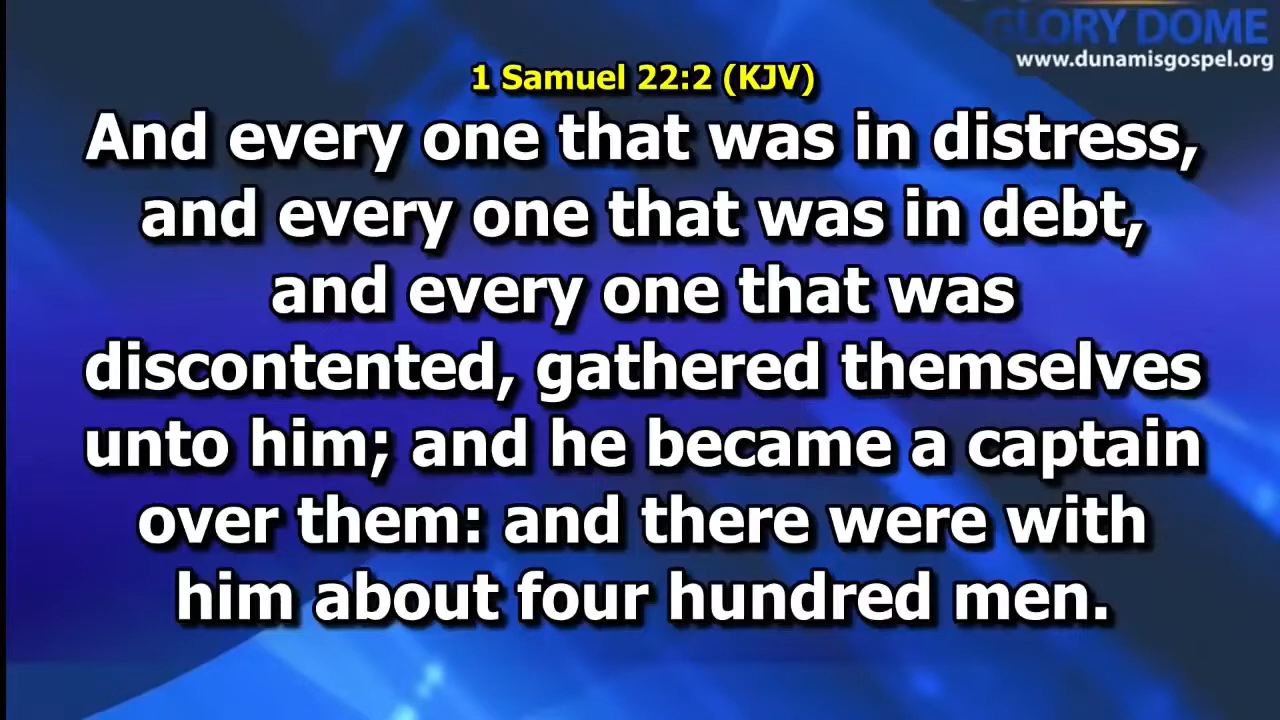 GLORY DOME
www.dunamisgospel.org
1 Samuel 22:2 (KJV)
And every one that was in distress,
and every one that was in debt,
and every one that was
discontented, gathered themselves
unto him; and he became a captain
over them: and there were with
him about four hundred men.